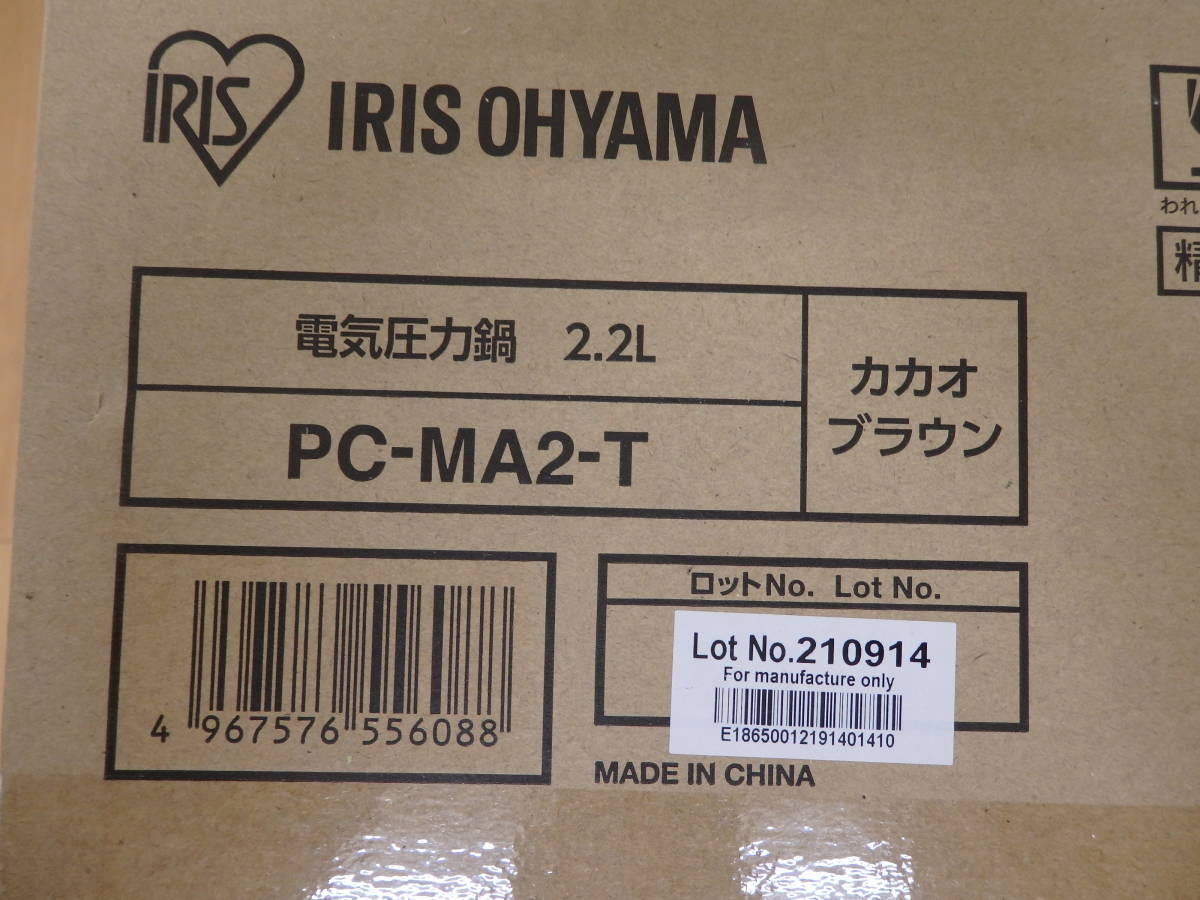 IRIS
IRIS OHYAMA
われ
精
電気圧力鍋 2.2L
PC-MA2-T
カカオ
ブラウン
4 967576 556088
ロットNo. Lot No.
Lot No.210914
For manufacture only
E18650012191401410
MADE IN CHINA